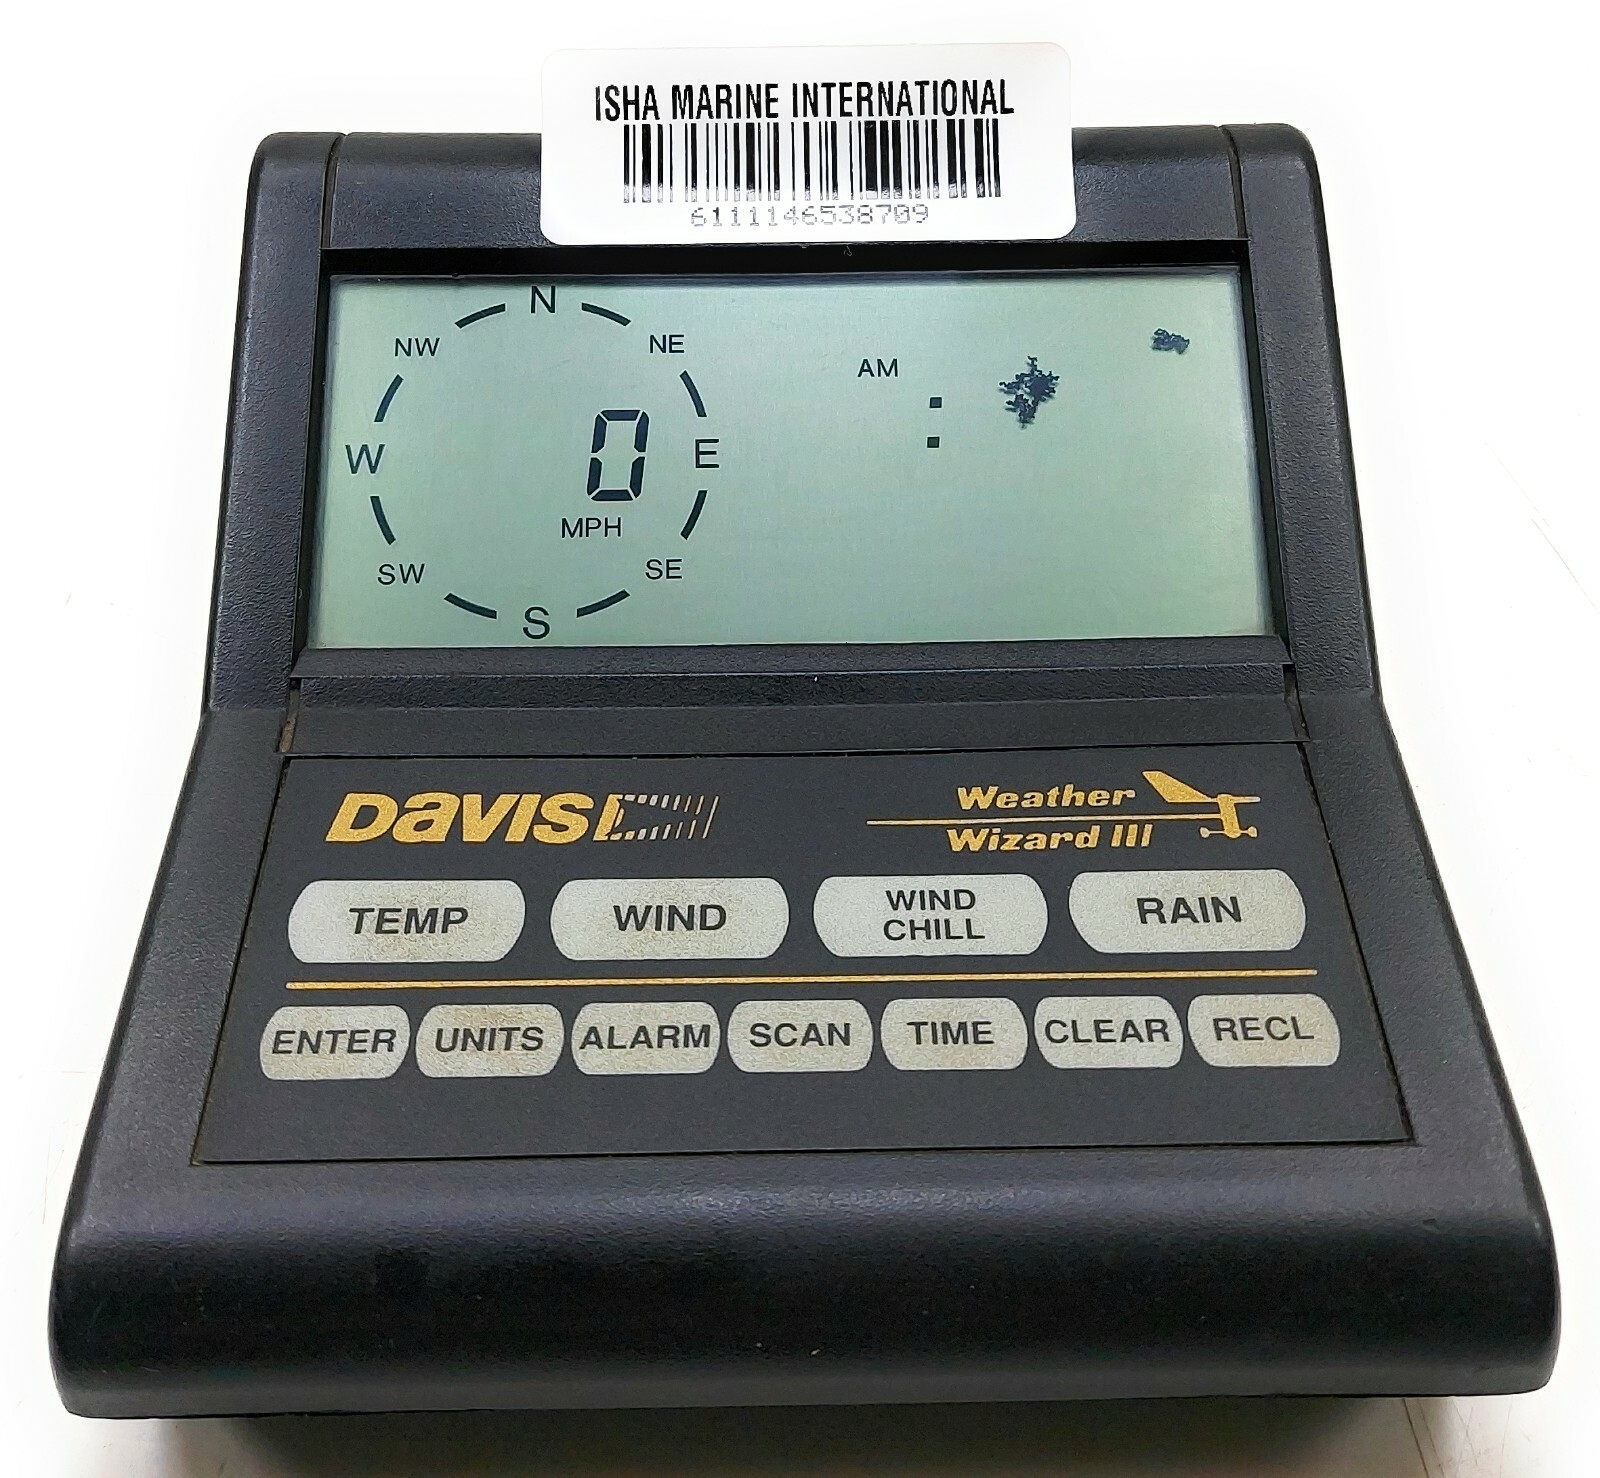 ISHA MARINE INTERNATIONAL
6111146538709
N
NW NE
AM :
W 0 E
MPH
SW SE
S
DAVIS
Weather
Wizard III
TEMP WIND WIND CHILL RAIN
ENTER UNITS ALARM SCAN TIME CLEAR RECL